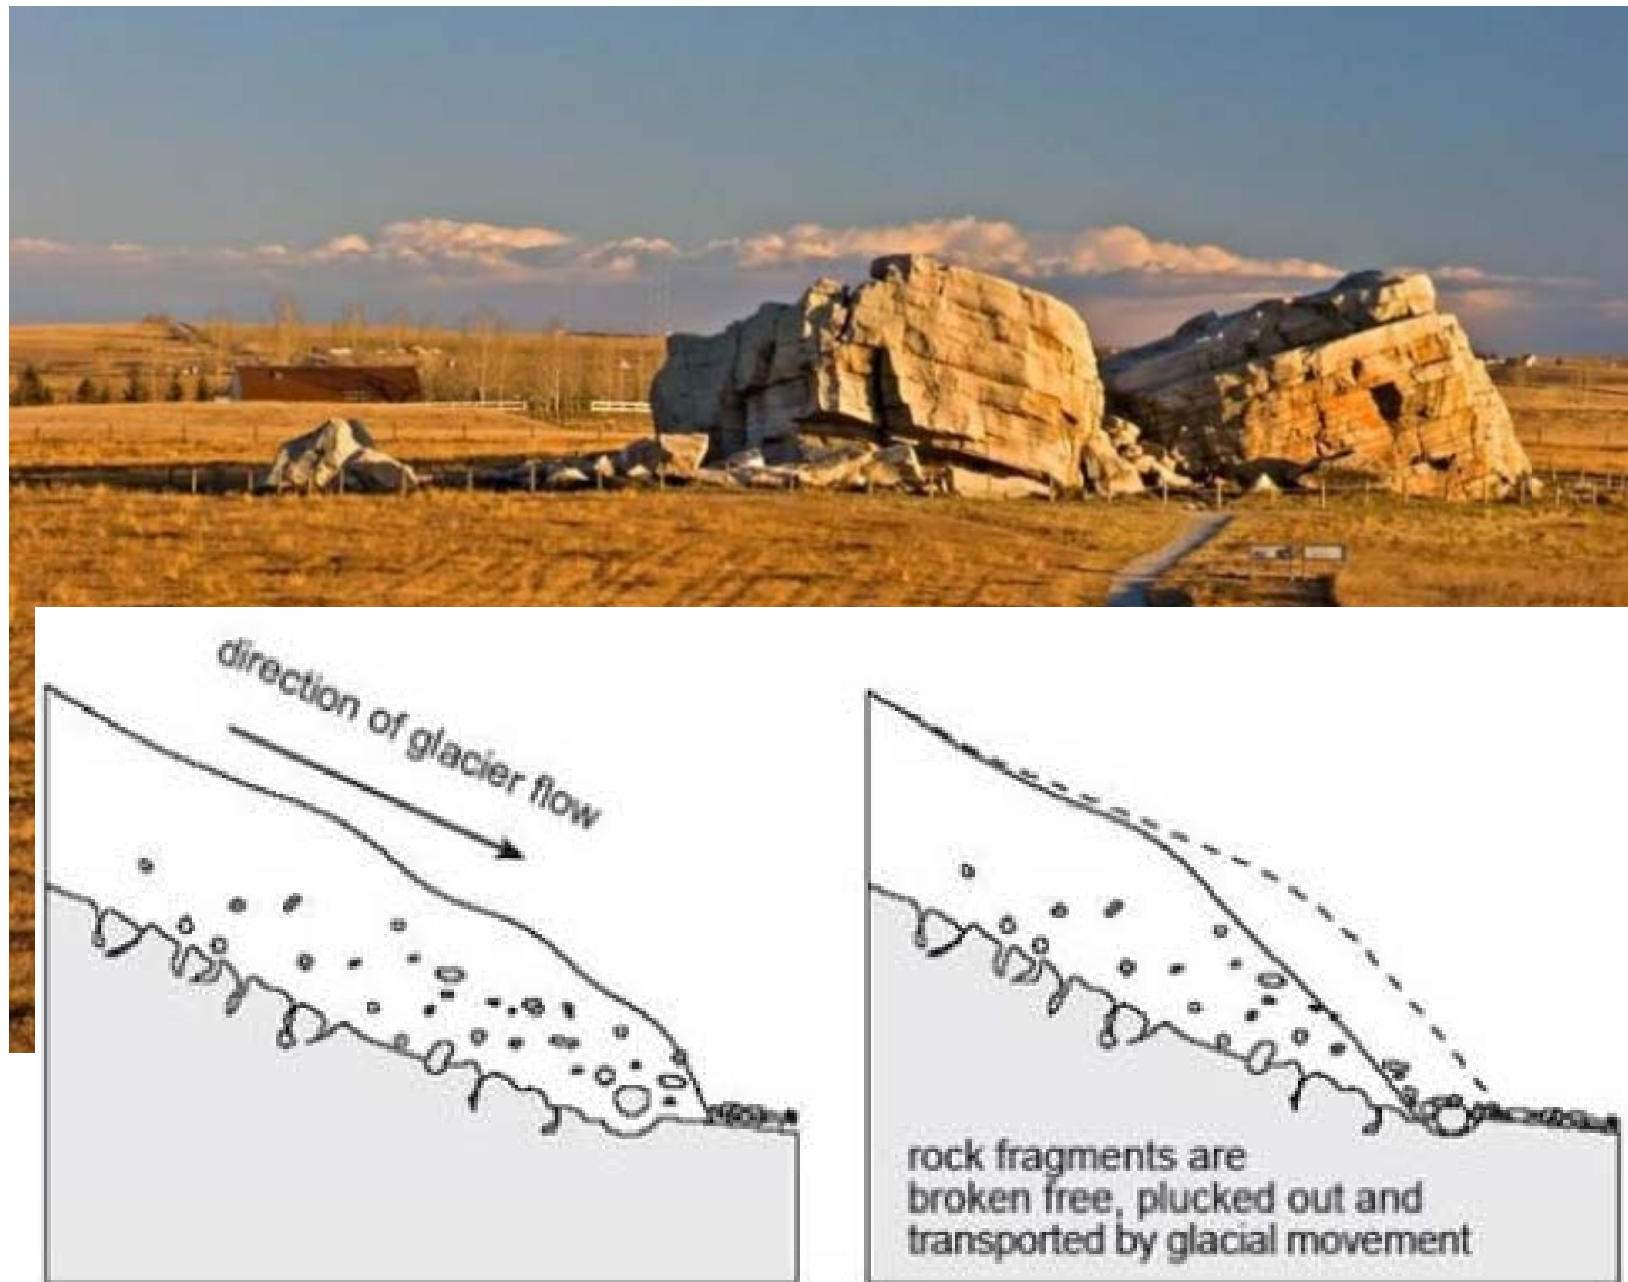 direction of glacier flow
rock fragments are
broken free, plucked out and
transported by glacial movement